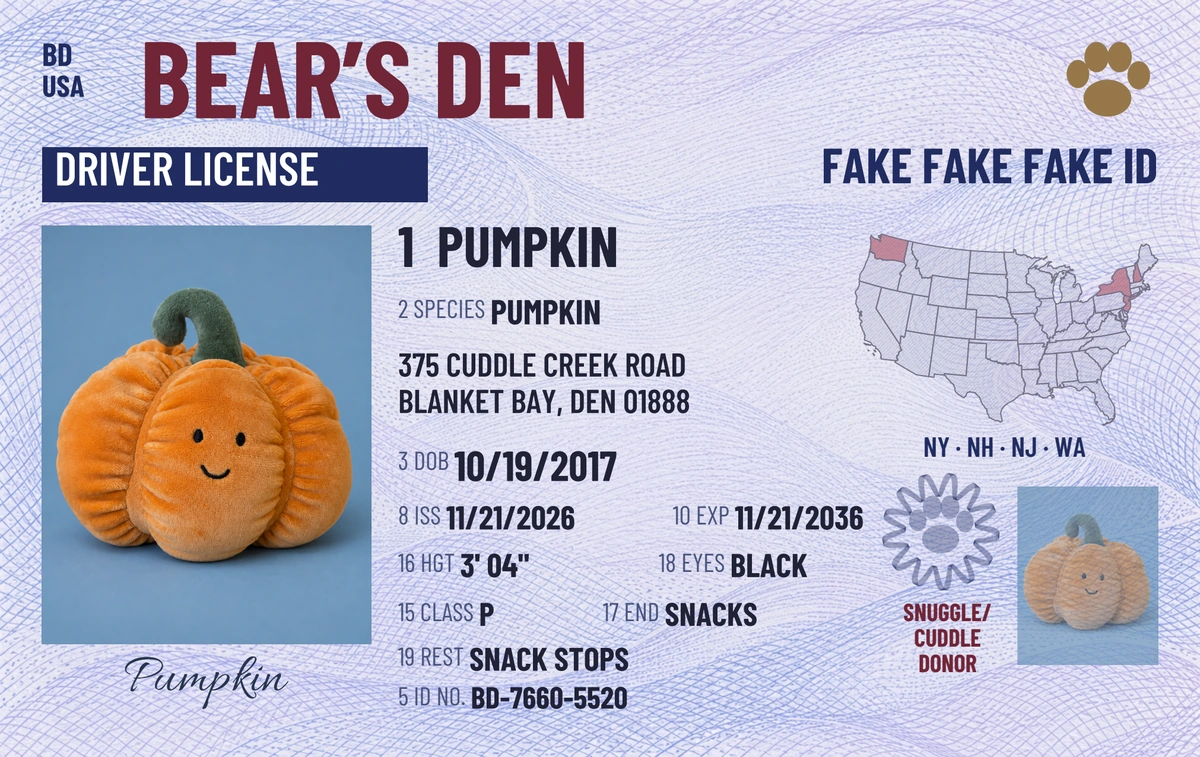 BD
USA
BEAR’S DEN
DRIVER LICENSE
FAKE FAKE FAKE ID
1 PUMPKIN
2 SPECIES PUMPKIN
375 CUDDLE CREEK ROAD
BLANKET BAY, DEN 01888
3 DOB 10/19/2017
8 ISS 11/21/2026
10 EXP 11/21/2036
16 HGT 3' 04"
18 EYES BLACK
15 CLASS P
17 END SNACKS
19 REST SNACK STOPS
5 ID NO. BD-7660-5520
Pumpkin
NY · NH · NJ · WA
SNUGGLE/
CUDDLE
DONOR